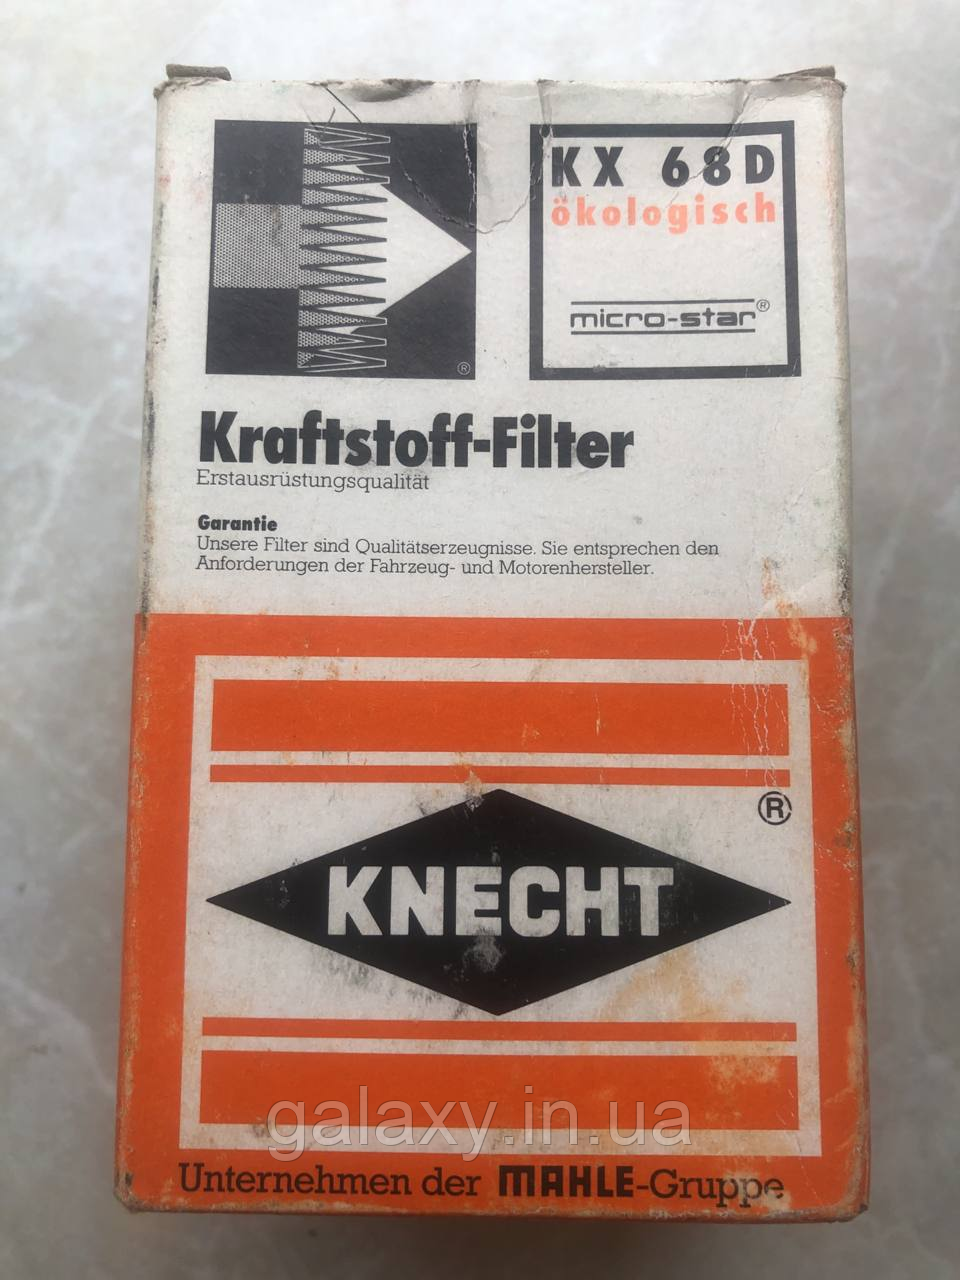 KX 68D
ökologisch
micro-star®
®
Kraftstoff-Filter
Erstausrüstungsqualität
Garantie
Unsere Filter sind Qualitätserzeugnisse. Sie entsprechen den
Anforderungen der Fahrzeug- und Motorenhersteller.
®
KNECHT
galaxy.in.ua
Unternehmen der MAHLE-Gruppe